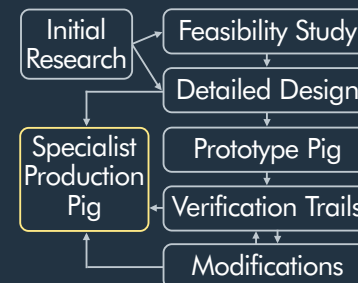 Initial
Research
Feasibility Study
Detailed Design
Specialist
Production
Pig
Prototype Pig
Verification Trails
Modifications